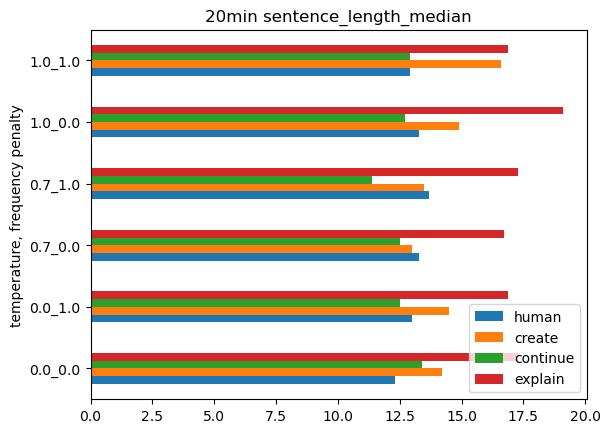 20min sentence_length_median
temperature, frequency penalty
1.0_1.0
1.0_0.0
0.7_1.0
0.7_0.0
0.0_1.0
0.0_0.0
human
create
continue
explain
0.0 2.5 5.0 7.5 10.0 12.5 15.0 17.5 20.0